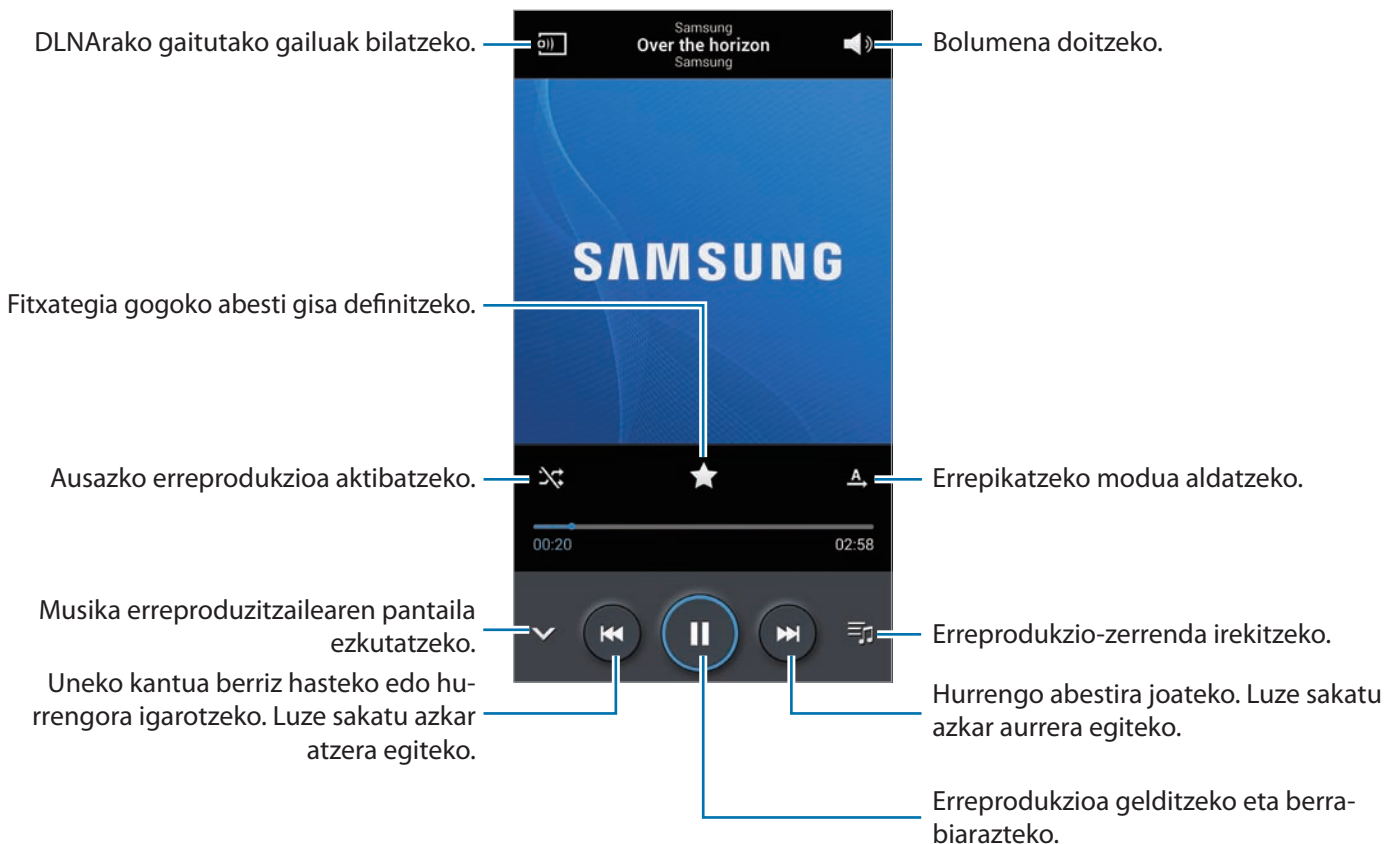 DLNArako gaitutako gailuak bilatzeko.
Samsung
Over the horizon
Samsung
Bolumena doitzeko.
SAMSUNG
Fitxategia gogoko abesti gisa definitzeko.
Ausazko erreprodukzioa aktibatzeko.
A
Errepikatzeko modua aldatzeko.
00:20
02:58
Musika erreproduzitzailearen pantaila
ezkutatzeko.
Erreprodukzio-zerrenda irekitzeko.
Uneko kantua berriz hasteko edo hu-
rrengora igarotzeko. Luze sakatu azkar
atzera egiteko.
Hurrengo abestira joateko. Luze sakatu
azkar aurrera egiteko.
Erreprodukzioa gelditzeko eta berra-
biarazteko.